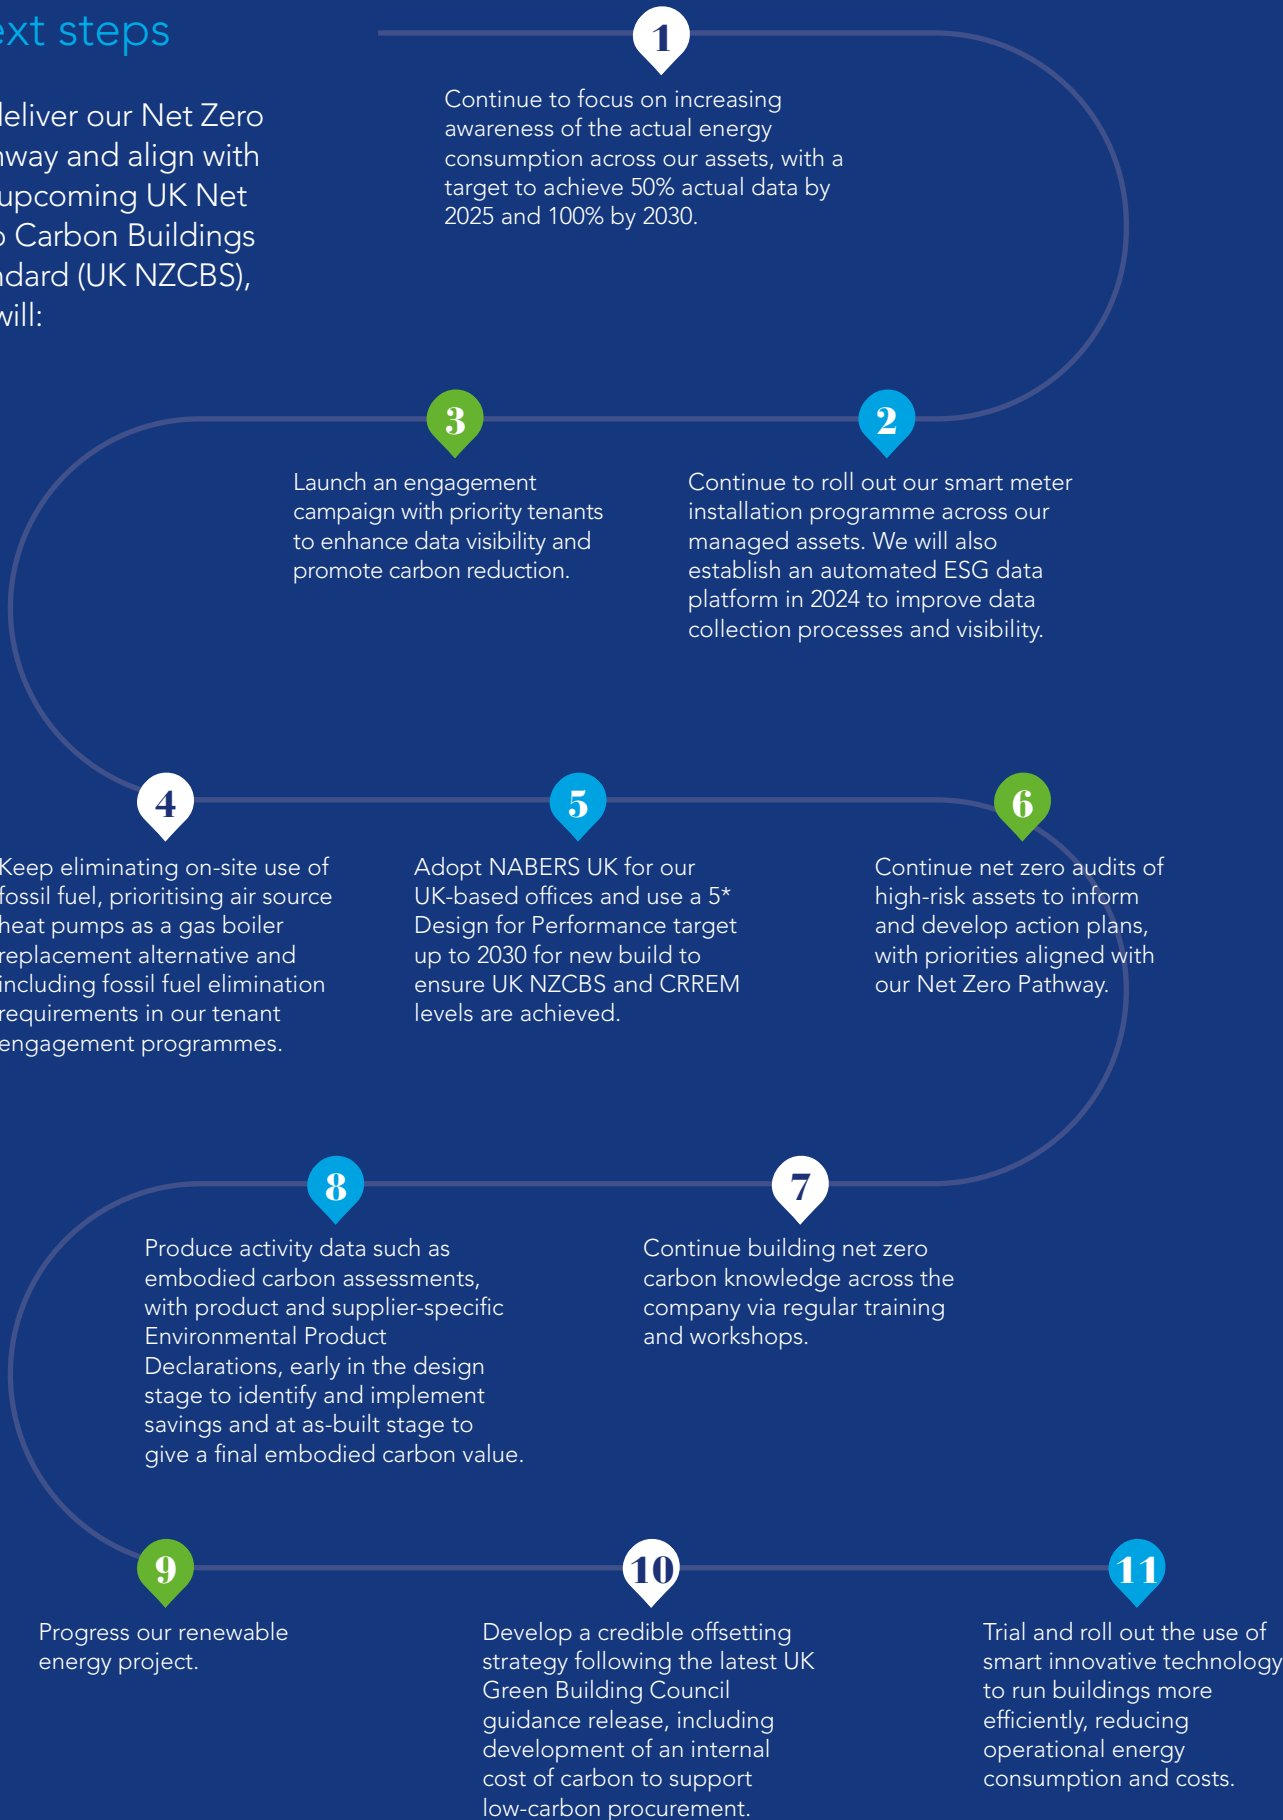 ext steps
deliver our Net Zero
way and align with
upcoming UK Net
o Carbon Buildings
ndard (UK NZCBS),
will:
1
Continue to focus on increasing
awareness of the actual energy
consumption across our assets, with a
target to achieve 50% actual data by
2025 and 100% by 2030.
2
Continue to roll out our smart meter
installation programme across our
managed assets. We will also
establish an automated ESG data
platform in 2024 to improve data
collection processes and visibility.
3
Launch an engagement
campaign with priority tenants
to enhance data visibility and
promote carbon reduction.
4
Keep eliminating on-site use of
fossil fuel, prioritising air source
heat pumps as a gas boiler
replacement alternative and
including fossil fuel elimination
requirements in our tenant
engagement programmes.
5
Adopt NABERS UK for our
UK-based offices and use a 5*
Design for Performance target
up to 2030 for new build to
ensure UK NZCBS and CRREM
levels are achieved.
6
Continue net zero audits of
high-risk assets to inform
and develop action plans,
with priorities aligned with
our Net Zero Pathway.
7
Continue building net zero
carbon knowledge across the
company via regular training
and workshops.
8
Produce activity data such as
embodied carbon assessments,
with product and supplier-specific
Environmental Product
Declarations, early in the design
stage to identify and implement
savings and at as-built stage to
give a final embodied carbon value.
9
Progress our renewable
energy project.
10
Develop a credible offsetting
strategy following the latest UK
Green Building Council
guidance release, including
development of an internal
cost of carbon to support
low-carbon procurement.
11
Trial and roll out the use of
smart innovative technology
to run buildings more
efficiently, reducing
operational energy
consumption and costs.